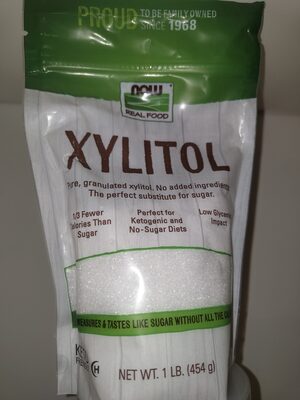 PROUD TO BE FAMILY OWNED
SINCE 1968
NOW
REAL FOOD
XYLITOL
Pure, granulated xylitol. No added ingredients.
The perfect substitute for sugar.
1/3 Fewer
Calories Than
Sugar
Perfect for
Ketogenic and
No-Sugar Diets
Low Glycemic
Impact
MEASURES & TASTES LIKE SUGAR WITHOUT ALL THE
NET WT. 1 LB. (454 g)